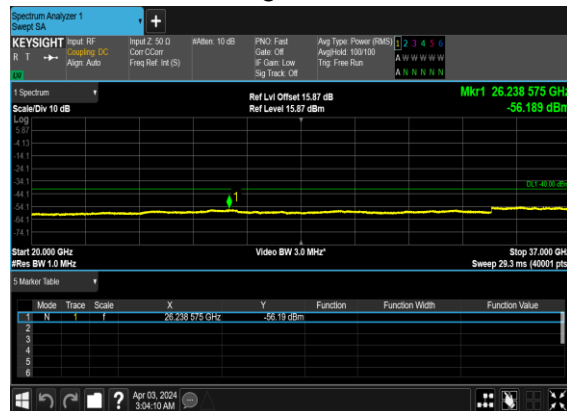 Spectrum Analyzer 1
Swept SA
+
KEYSIGHT Input: RF Input Z: 50 Ω #Atten: 10 dB PNO: Fast Avg Type: Power (RMS) 1 2 3 4 5 6
R T Coupling: DC Corr CCorr Gate: Off Avg|Hold: 100/100 A W W W W W
Align: Auto Freq Ref: Int (S) IF Gain: Low Trig: Free Run
LXI Sig Track: Off A N N N N N
1 Spectrum Ref Lvl Offset 15.87 dB Mkr1 26.238 575 GHz
Scale/Div 10 dB Ref Level 15.87 dBm -56.189 dBm
Log
5.87
-4.13
-14.1
-24.1
-34.1
DL1 -40.00 dBm
-44.1
1
-54.1
-64.1
-74.1
Start 20.000 GHz Video BW 3.0 MHz* Stop 37.000 GHz
#Res BW 1.0 MHz Sweep 29.3 ms (40001 pts)
5 Marker Table
Mode Trace Scale X Y Function Function Width Function Value
1 N 1 f 26.238 575 GHz -56.19 dBm
2
3
4
5
6
? Apr 03, 2024
3:04:10 AM